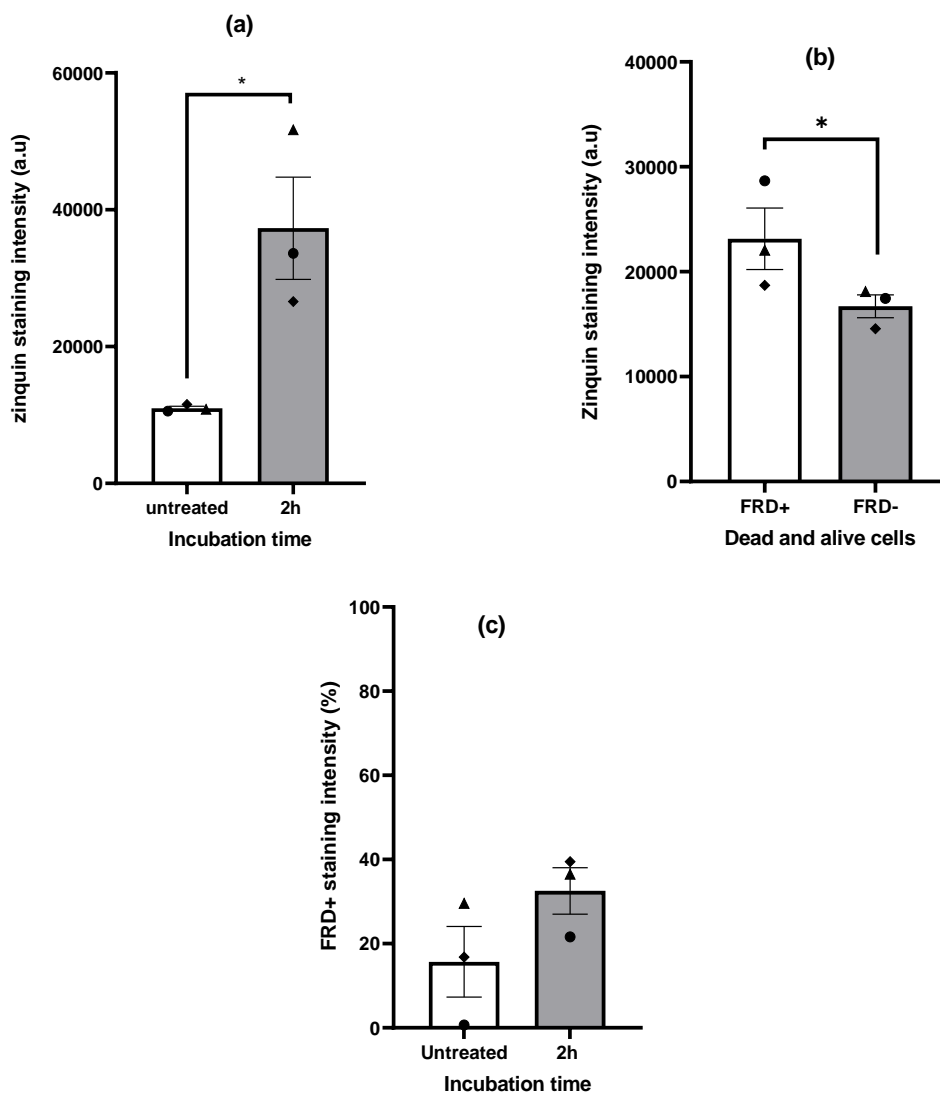 (a)
zinquin staining intensity (a.u)
60000
40000
20000
0
*
untreated
2h
Incubation time
(b)
Zinquin staining intensity (a.u)
40000
30000
20000
10000
0
*
FRD+
FRD-
Dead and alive cells
(c)
FRD+ staining intensity (%)
100
80
60
40
20
0
Untreated
2h
Incubation time